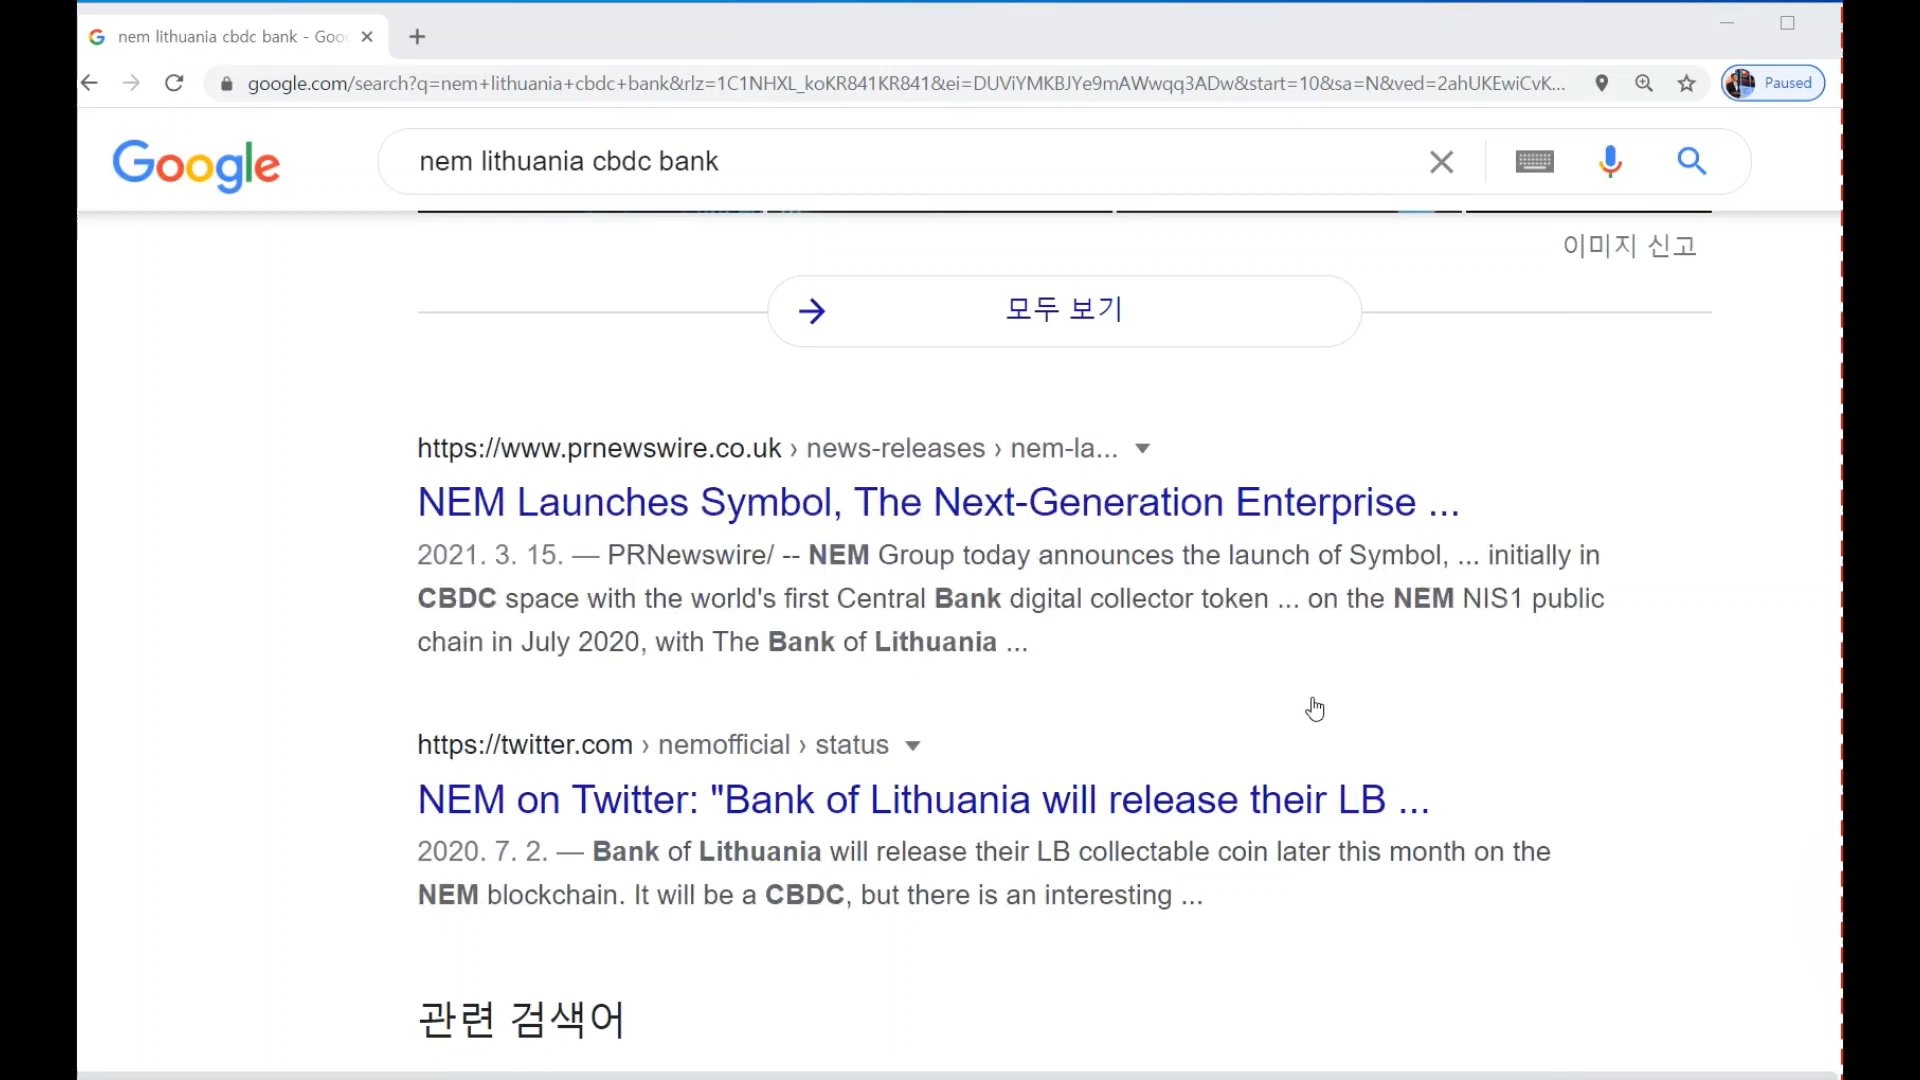 nem lithuania cbdc bank - Goo
google.com/search?q=nem+lithuania+cbdc+bank&rlz=1C1NHXL_koKR841KR841&ei=DUViYMKBJYe9mAWwqq3ADw&start=10&sa=N&ved=2ahUKEwiCvK...
Paused
Google
nem lithuania cbdc bank
이미지 신고
모두 보기
https://www.prnewswire.co.uk › news-releases › nem-la...
NEM Launches Symbol, The Next-Generation Enterprise ...
2021. 3. 15. — PRNewswire/ -- NEM Group today announces the launch of Symbol, ... initially in
CBDC space with the world's first Central Bank digital collector token ... on the NEM NIS1 public
chain in July 2020, with The Bank of Lithuania ...
https://twitter.com › nemofficial › status
NEM on Twitter: "Bank of Lithuania will release their LB ...
2020. 7. 2. — Bank of Lithuania will release their LB collectable coin later this month on the
NEM blockchain. It will be a CBDC, but there is an interesting ...
관련 검색어